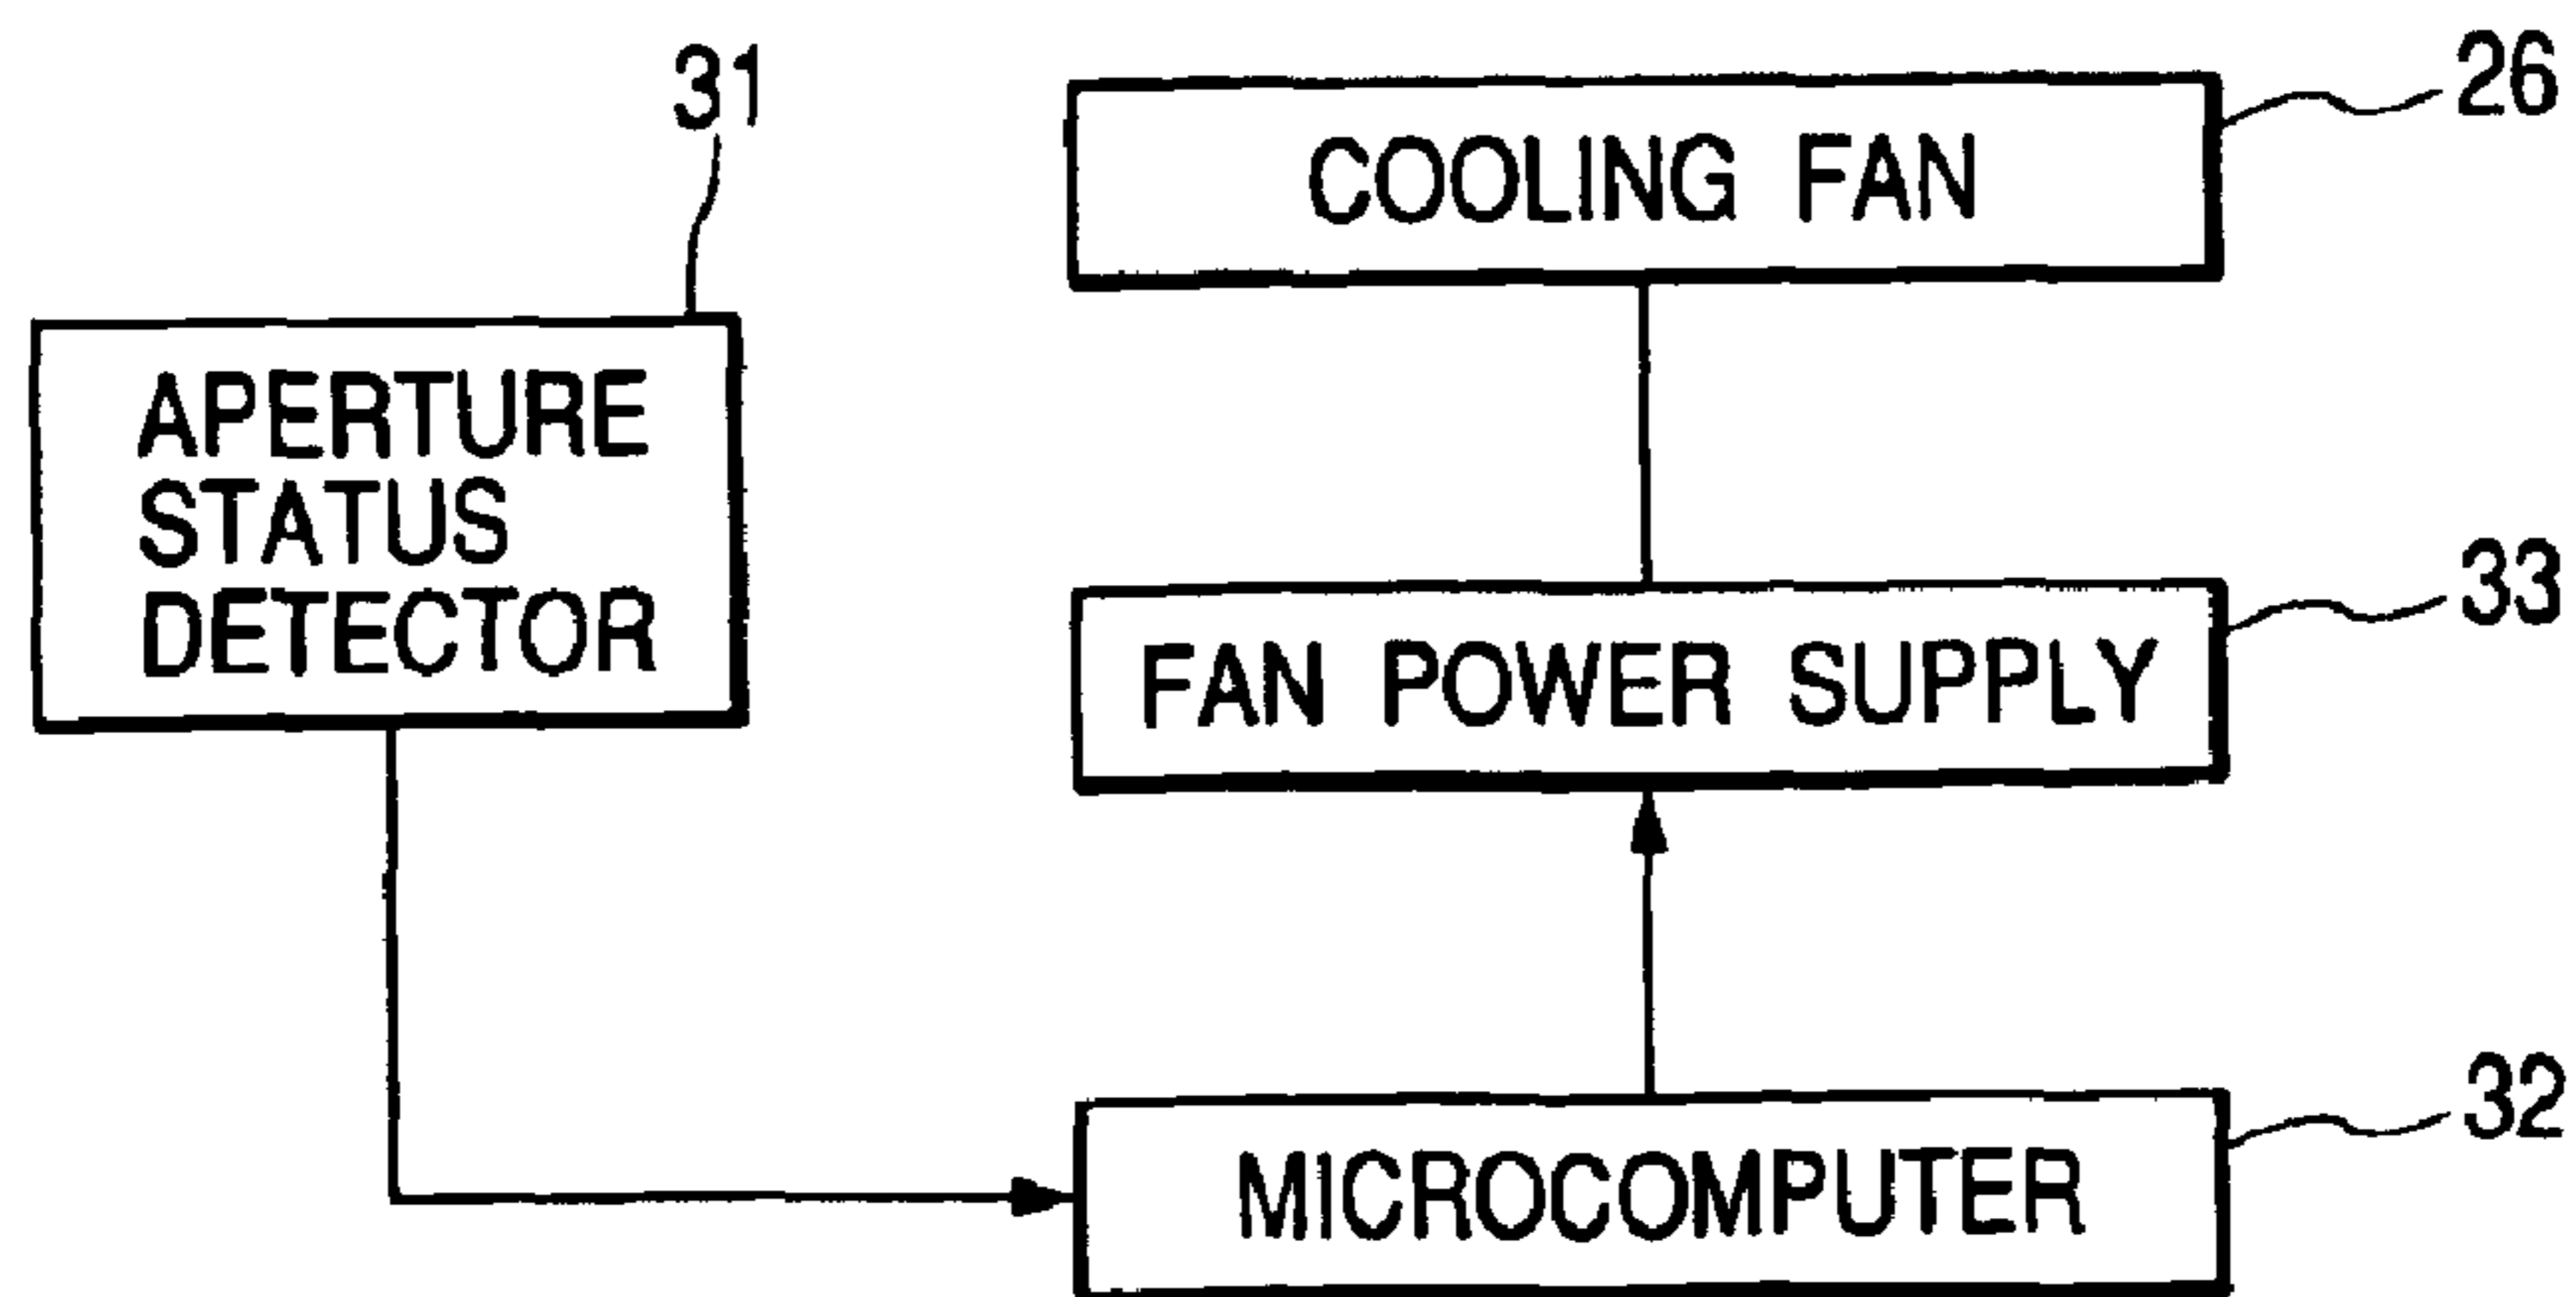 31
APERTURE
STATUS
DETECTOR
COOLING FAN
26
FAN POWER SUPPLY
33
MICROCOMPUTER
32